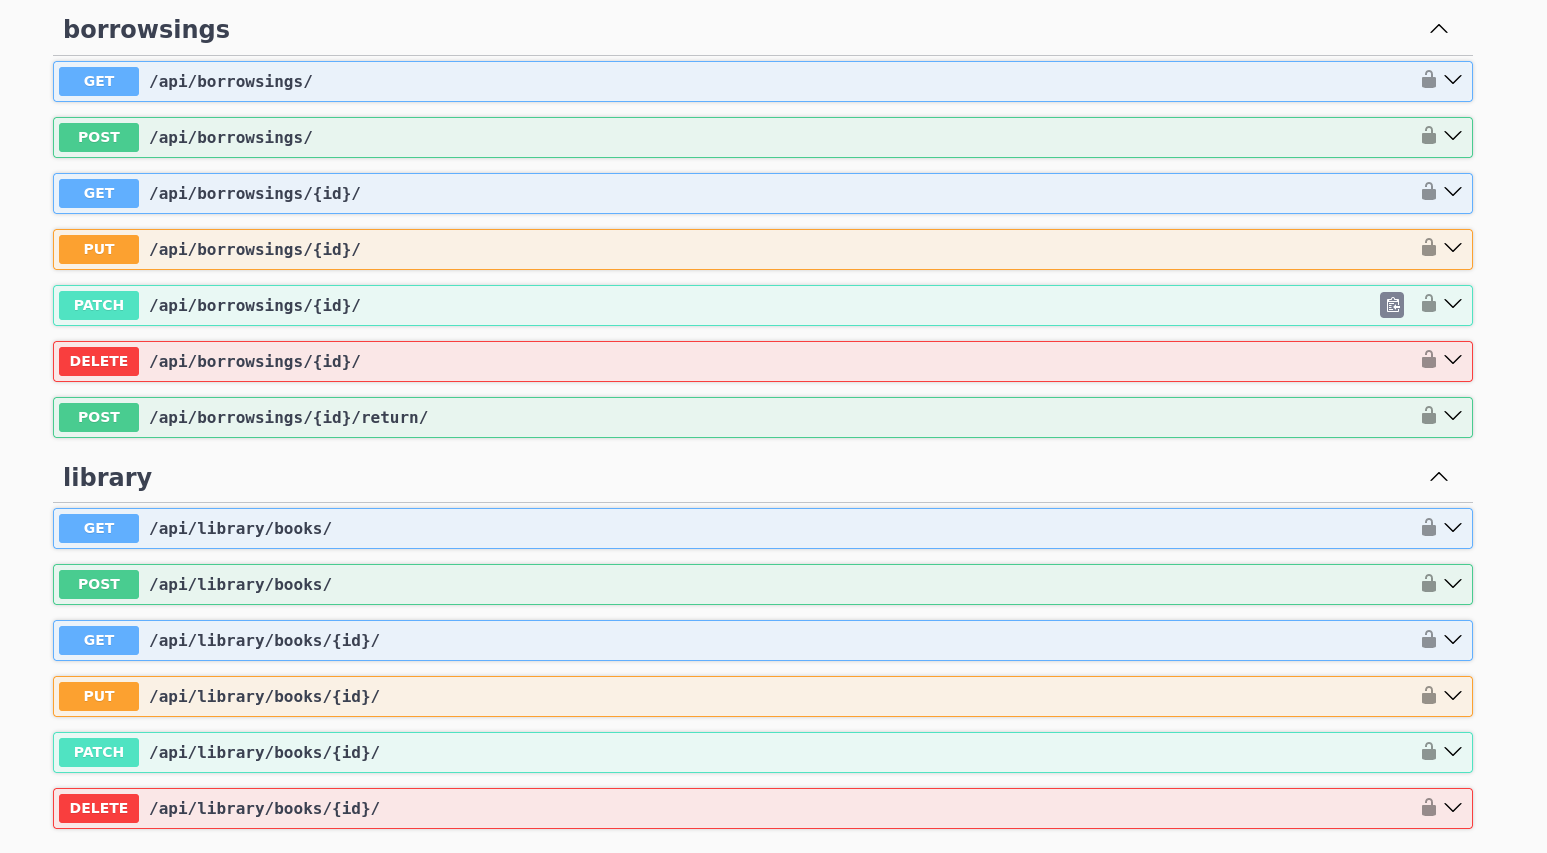 borrowsings
GET /api/borrowsings/
POST /api/borrowsings/
GET /api/borrowsings/{id}/
PUT /api/borrowsings/{id}/
PATCH /api/borrowsings/{id}/
DELETE /api/borrowsings/{id}/
POST /api/borrowsings/{id}/return/
library
GET /api/library/books/
POST /api/library/books/
GET /api/library/books/{id}/
PUT /api/library/books/{id}/
PATCH /api/library/books/{id}/
DELETE /api/library/books/{id}/